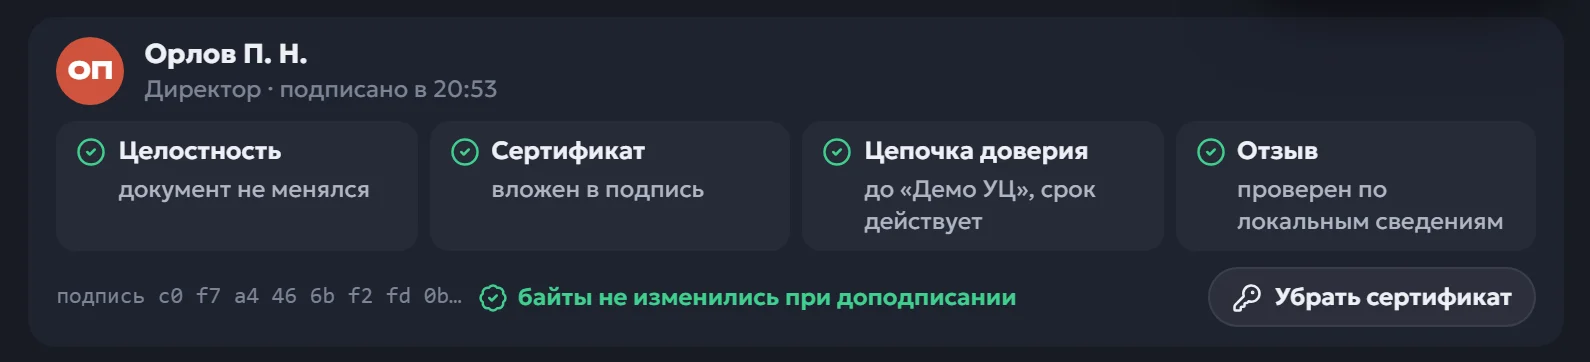 ОП
Орлов П. Н.
Директор · подписано в 20:53
Целостность
документ не менялся
Сертификат
вложен в подпись
Цепочка доверия
до «Демо УЦ», срок
действует
Отзыв
проверен по
локальным сведениям
подпись c0 f7 a4 46 6b f2 fd 0b…
байты не изменились при доподписании
Убрать сертификат